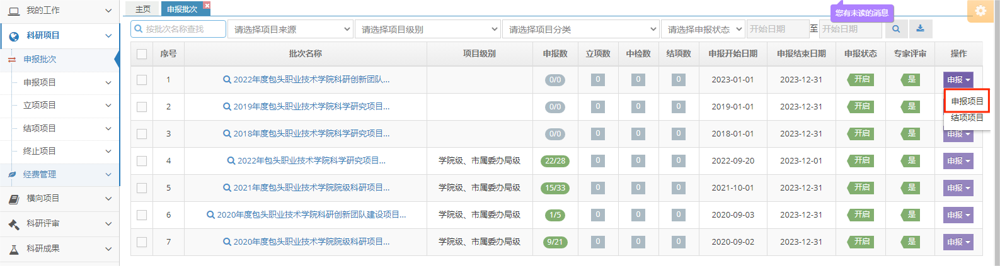 我的工作
科研项目
申报批次
申报项目
立项项目
结项项目
终止项目
经费管理
横向项目
科研评审
科研成果
主页 申报批次
您有未读的消息
按批次名称查找 请选择项目来源 请选择项目级别 请选择项目分类 请选择申报状态 开始日期 至 开始日期
序号 批次名称 项目级别 申报数 立项数 中检数 结项数 申报开始日期 申报结束日期 申报状态 专家评审 操作
1 2022年度包头职业技术学院科研创新团队... 0/0 0 0 0 2023-01-01 2023-12-31 开启 是 申报
申报项目
结项项目
2 2019年度包头职业技术学院科学研究项目... 0/0 0 0 0 2019-01-01 2023-12-31 开启 是
3 2018年度包头职业技术学院科学研究项目... 0/0 0 0 0 2018-01-01 2023-12-31 开启 是 申报
4 2022年包头职业技术学院科学研究项目... 学院级、市属委办局级 22/28 0 0 0 2022-09-20 2023-12-01 开启 是 申报
5 2021年度包头职业技术学院院级科研项目... 学院级、市属委办局级 15/33 0 0 0 2021-10-01 2023-12-31 开启 是 申报
6 2020年度包头职业技术学院科研创新团队建设项目... 学院级、市属委办局级 1/5 0 0 0 2020-09-03 2023-12-31 开启 是 申报
7 2020年度包头职业技术学院院级科研项目... 学院级、市属委办局级 9/21 0 0 0 2020-09-02 2023-12-31 开启 是 申报